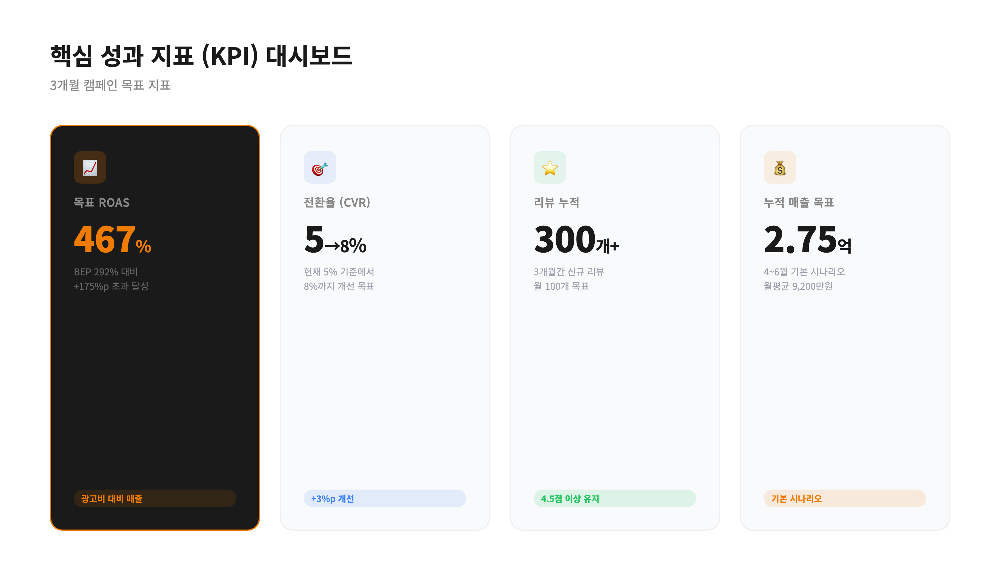 핵심 성과 지표 (KPI) 대시보드
3개월 캠페인 목표 지표
목표 ROAS
467%
BEP 292% 대비
+175%p 초과 달성
광고비 대비 매출
전환율 (CVR)
5→8%
현재 5% 기준에서
8%까지 개선 목표
+3%p 개선
리뷰 누적
300개+
3개월간 신규 리뷰
월 100개 목표
4.5점 이상 유지
누적 매출 목표
2.75억
4~6월 기본 시나리오
월평균 9,200만원
기본 시나리오